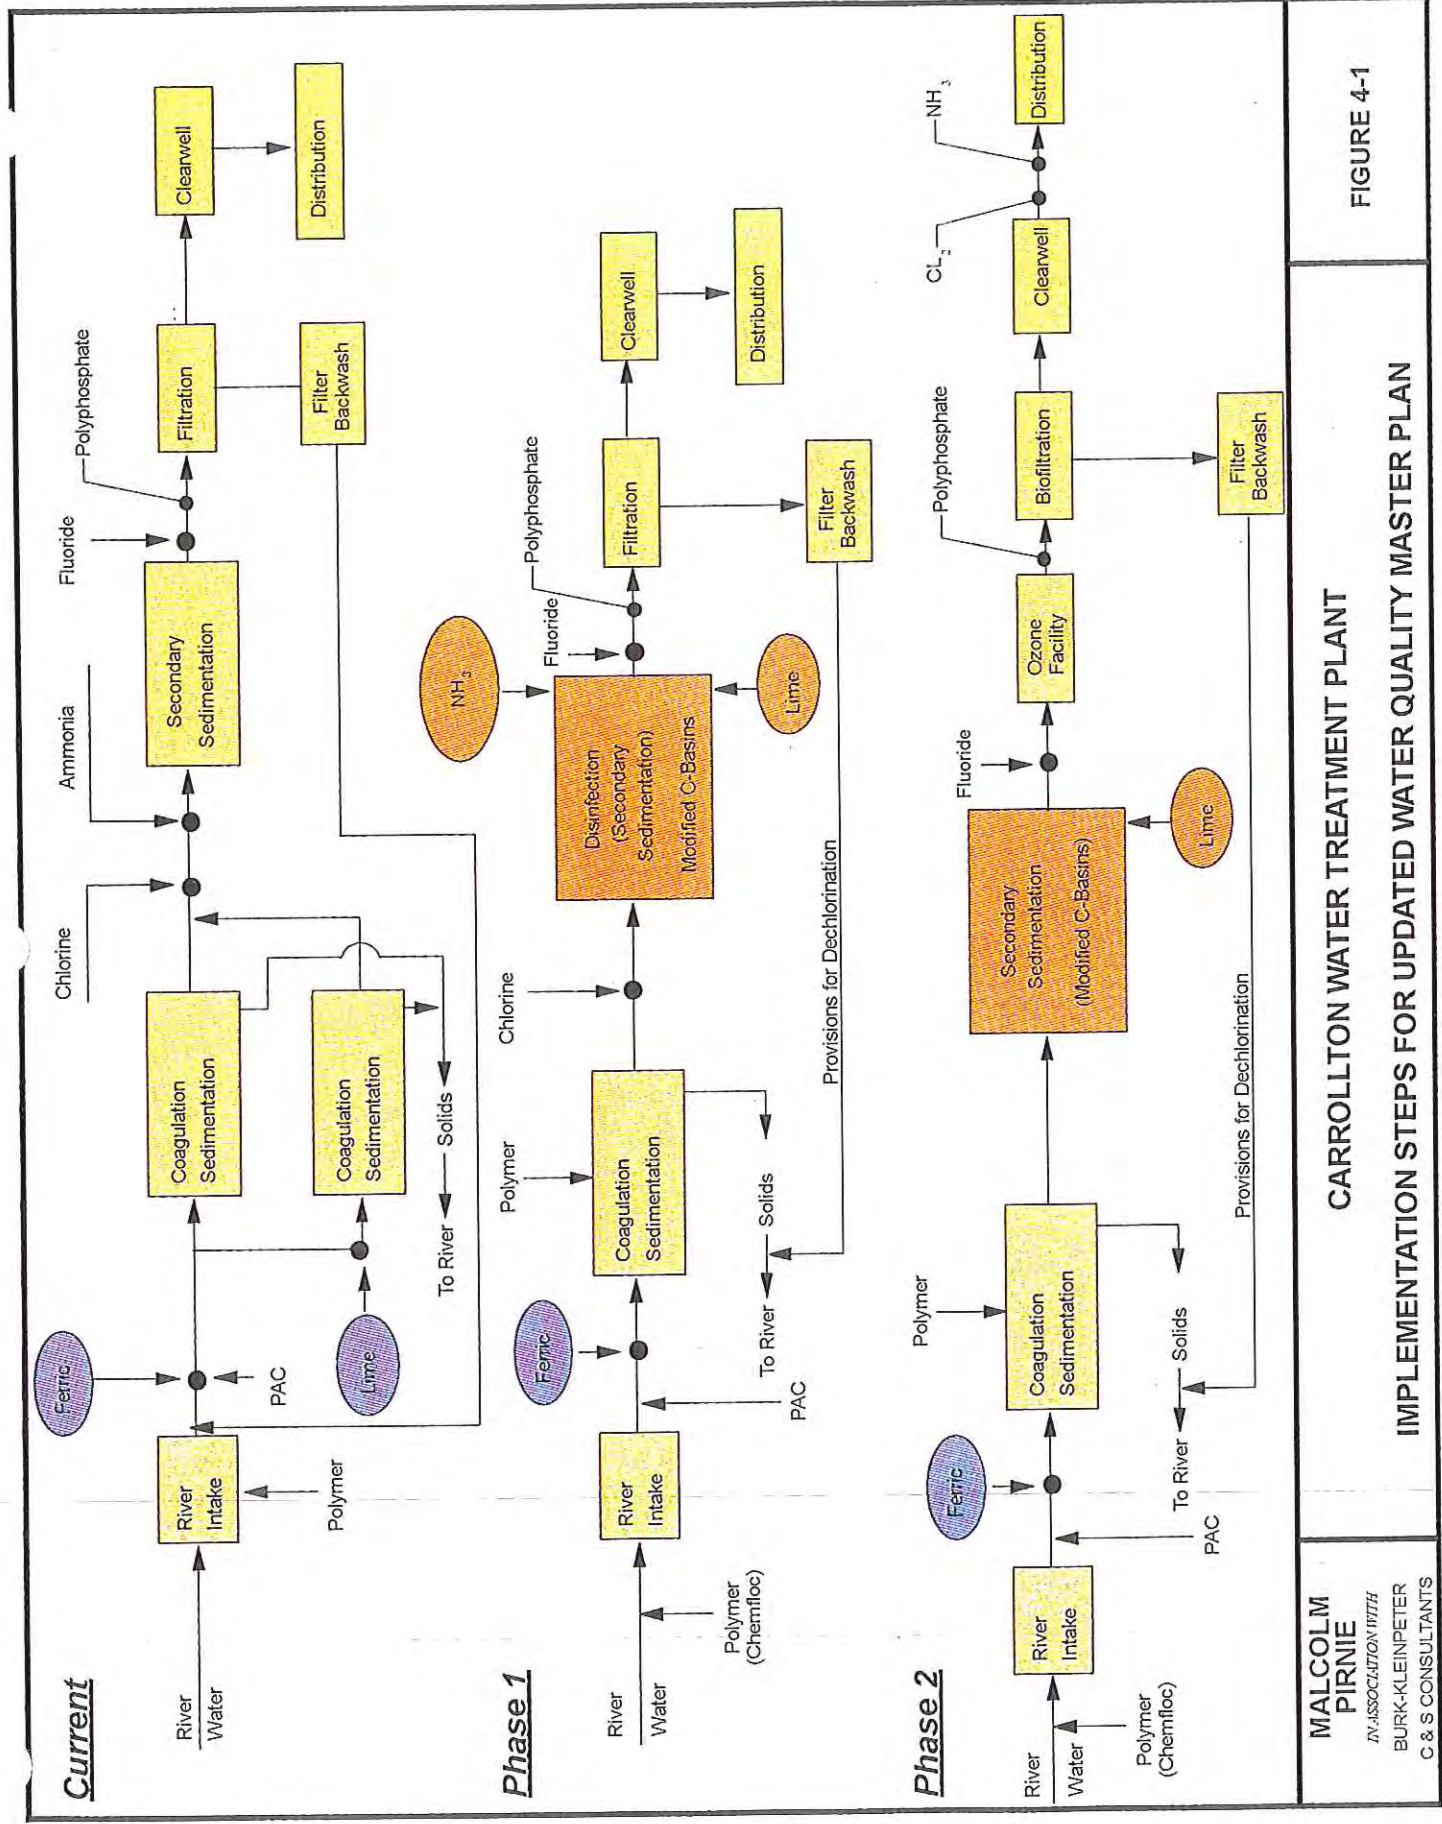 Current
River
Water
River
Intake
Polymer
Ferric
PAC
Lime
Coagulation
Sedimentation
Coagulation
Sedimentation
To River
Solids
Chlorine
Ammonia
Secondary
Sedimentation
Fluoride
Polyphosphate
Filtration
Filter
Backwash
Clearwell
Distribution
Phase 1
River
Water
Polymer
(Chemfloc)
River
Intake
PAC
Ferric
Polymer
Coagulation
Sedimentation
To River
Solids
Chlorine
Provisions for Dechlorination
Disinfection
(Secondary
Sedimentation)
Modified C-Basins
NH3
Lime
Fluoride
Polyphosphate
Filtration
Filter
Backwash
Clearwell
Distribution
Phase 2
River
Water
Polymer
(Chemfloc)
River
Intake
PAC
Ferric
Polymer
Coagulation
Sedimentation
To River
Solids
Provisions for Dechlorination
Secondary
Sedimentation
(Modified C-Basins)
Lime
Fluoride
Ozone
Facility
Polyphosphate
Biofiltration
Filter
Backwash
Clearwell
CL2
NH3
Distribution
MALCOLM
PIRNIE
IN ASSOCIATION WITH
BURK-KLEINPETER
C & S CONSULTANTS
CARROLLTON WATER TREATMENT PLANT
IMPLEMENTATION STEPS FOR UPDATED WATER QUALITY MASTER PLAN
FIGURE 4-1